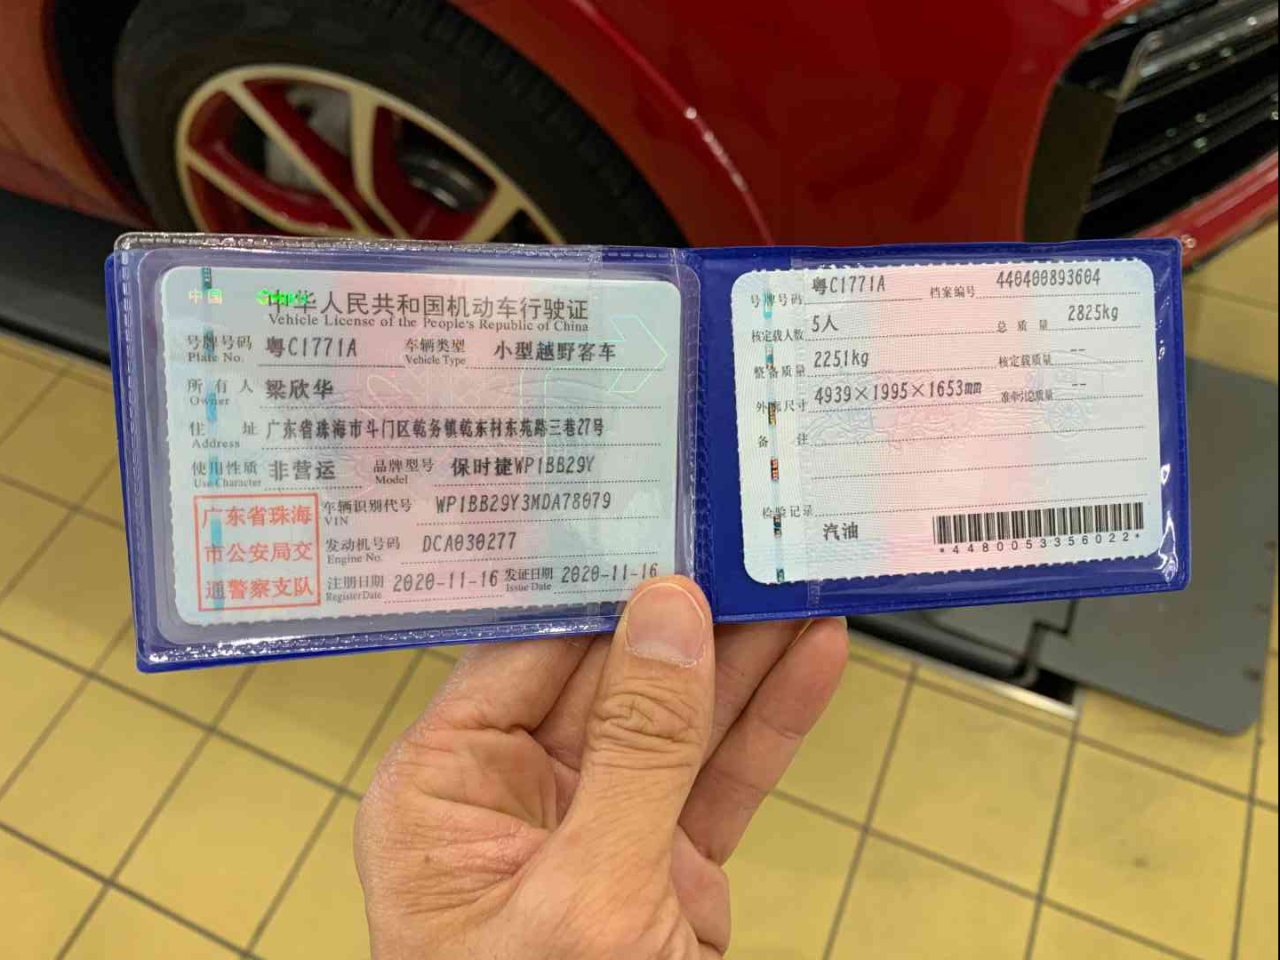 中国 CHINA
中华人民共和国机动车行驶证
Vehicle License of the People's Republic of China
号牌号码 粤C1771A 车辆类型 小型越野客车
Plate No. Vehicle Type
所有人 梁欣华
Owner
住址 广东省珠海市斗门区乾务镇乾东村东苑路三巷27号
Address
使用性质 非营运 品牌型号 保时捷WP1BB29Y
Use Character Model
广东省珠海
市公安局交
通警察支队
车辆识别代号 WP1BB29Y3MDA78079
VIN
发动机号码 DCA030277
Engine No.
注册日期 2020-11-16 发证日期 2020-11-16
Register Date Issue Date
号牌号码 粤C1771A 档案编号 440400893604
核定载人数 5人 总质量 2825kg
整备质量 2251kg 核定载质量 --
外廓尺寸 4939×1995×1653mm 准牵引总质量 --
备注
检验记录
汽油
*4480053356022*